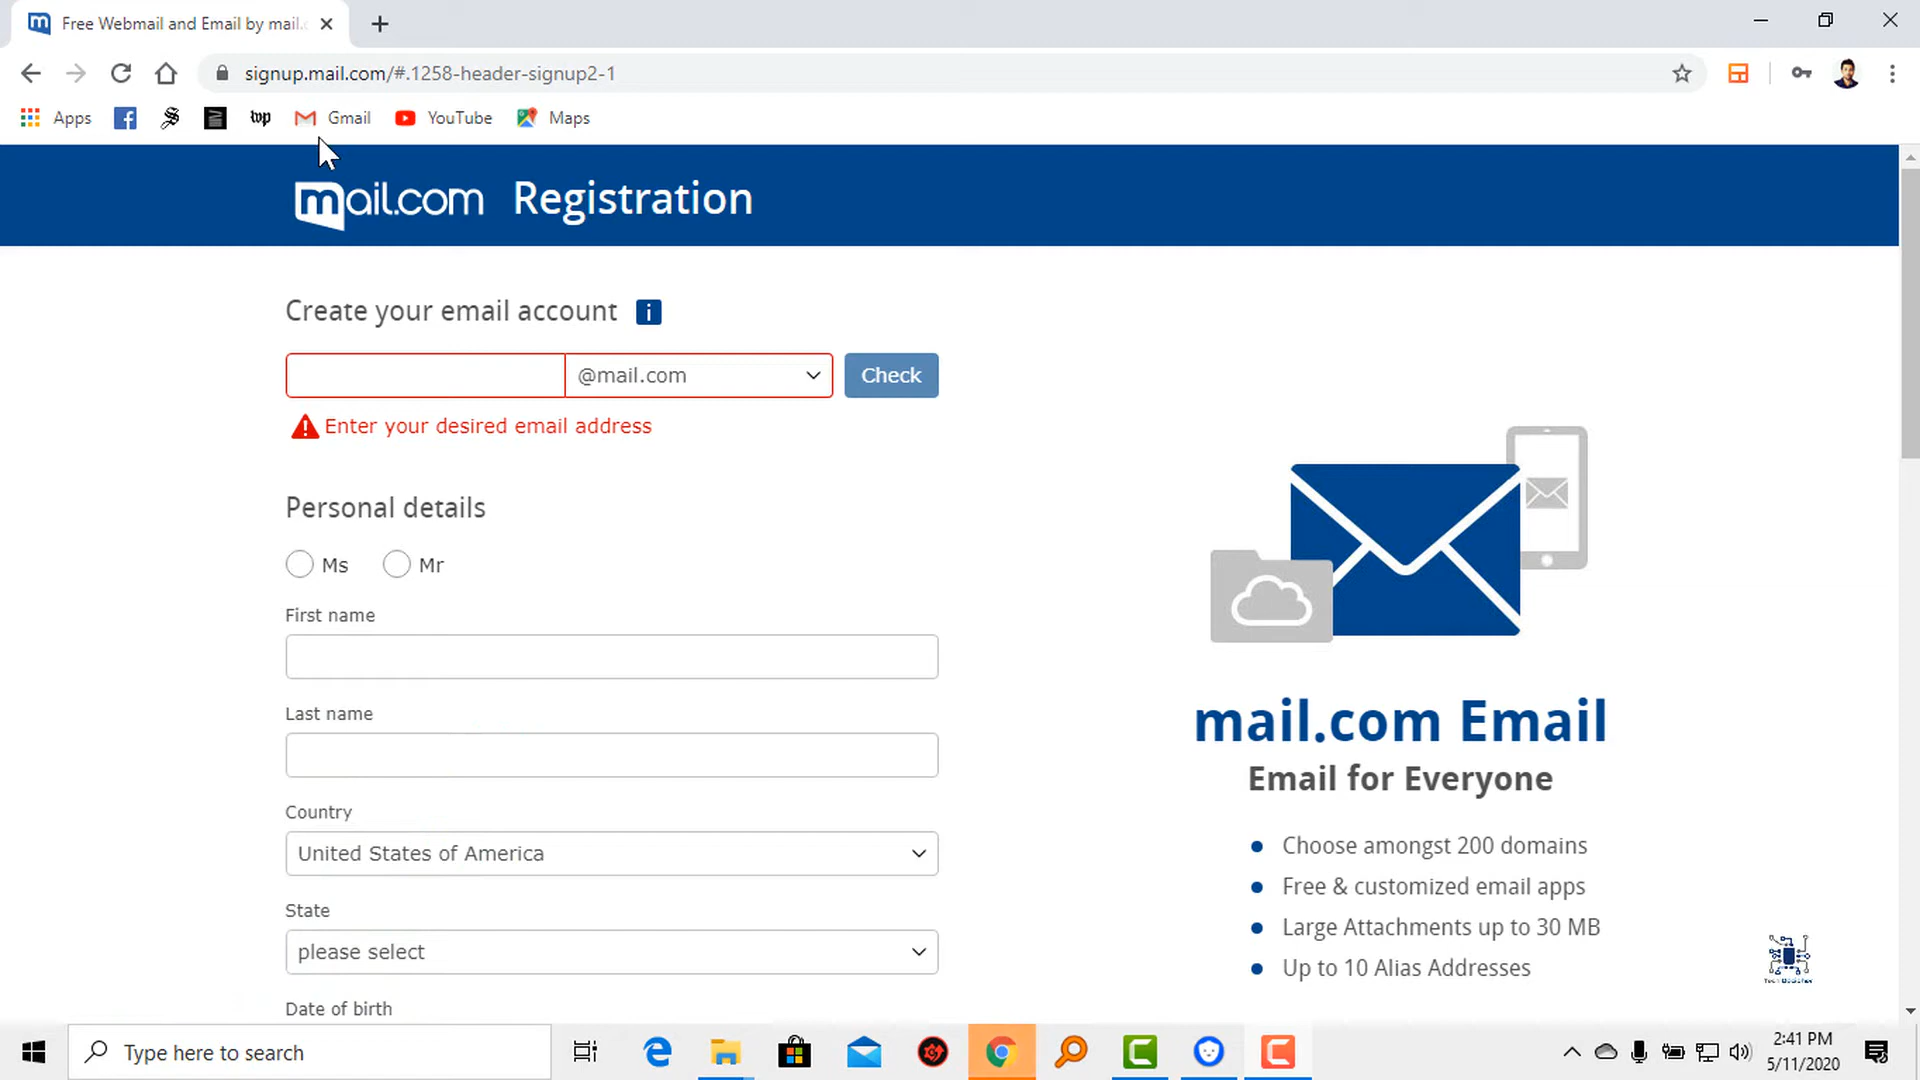 Free Webmail and Email by mail.c
signup.mail.com/#.1258-header-signup2-1
Apps
wp
Gmail
YouTube
Maps
mail.com Registration
Create your email account
@mail.com
Check
Enter your desired email address
Personal details
Ms
Mr
First name
Last name
Country
United States of America
State
please select
Date of birth
mail.com Email
Email for Everyone
Choose amongst 200 domains
Free & customized email apps
Large Attachments up to 30 MB
Up to 10 Alias Addresses
Type here to search
2:41 PM
5/11/2020